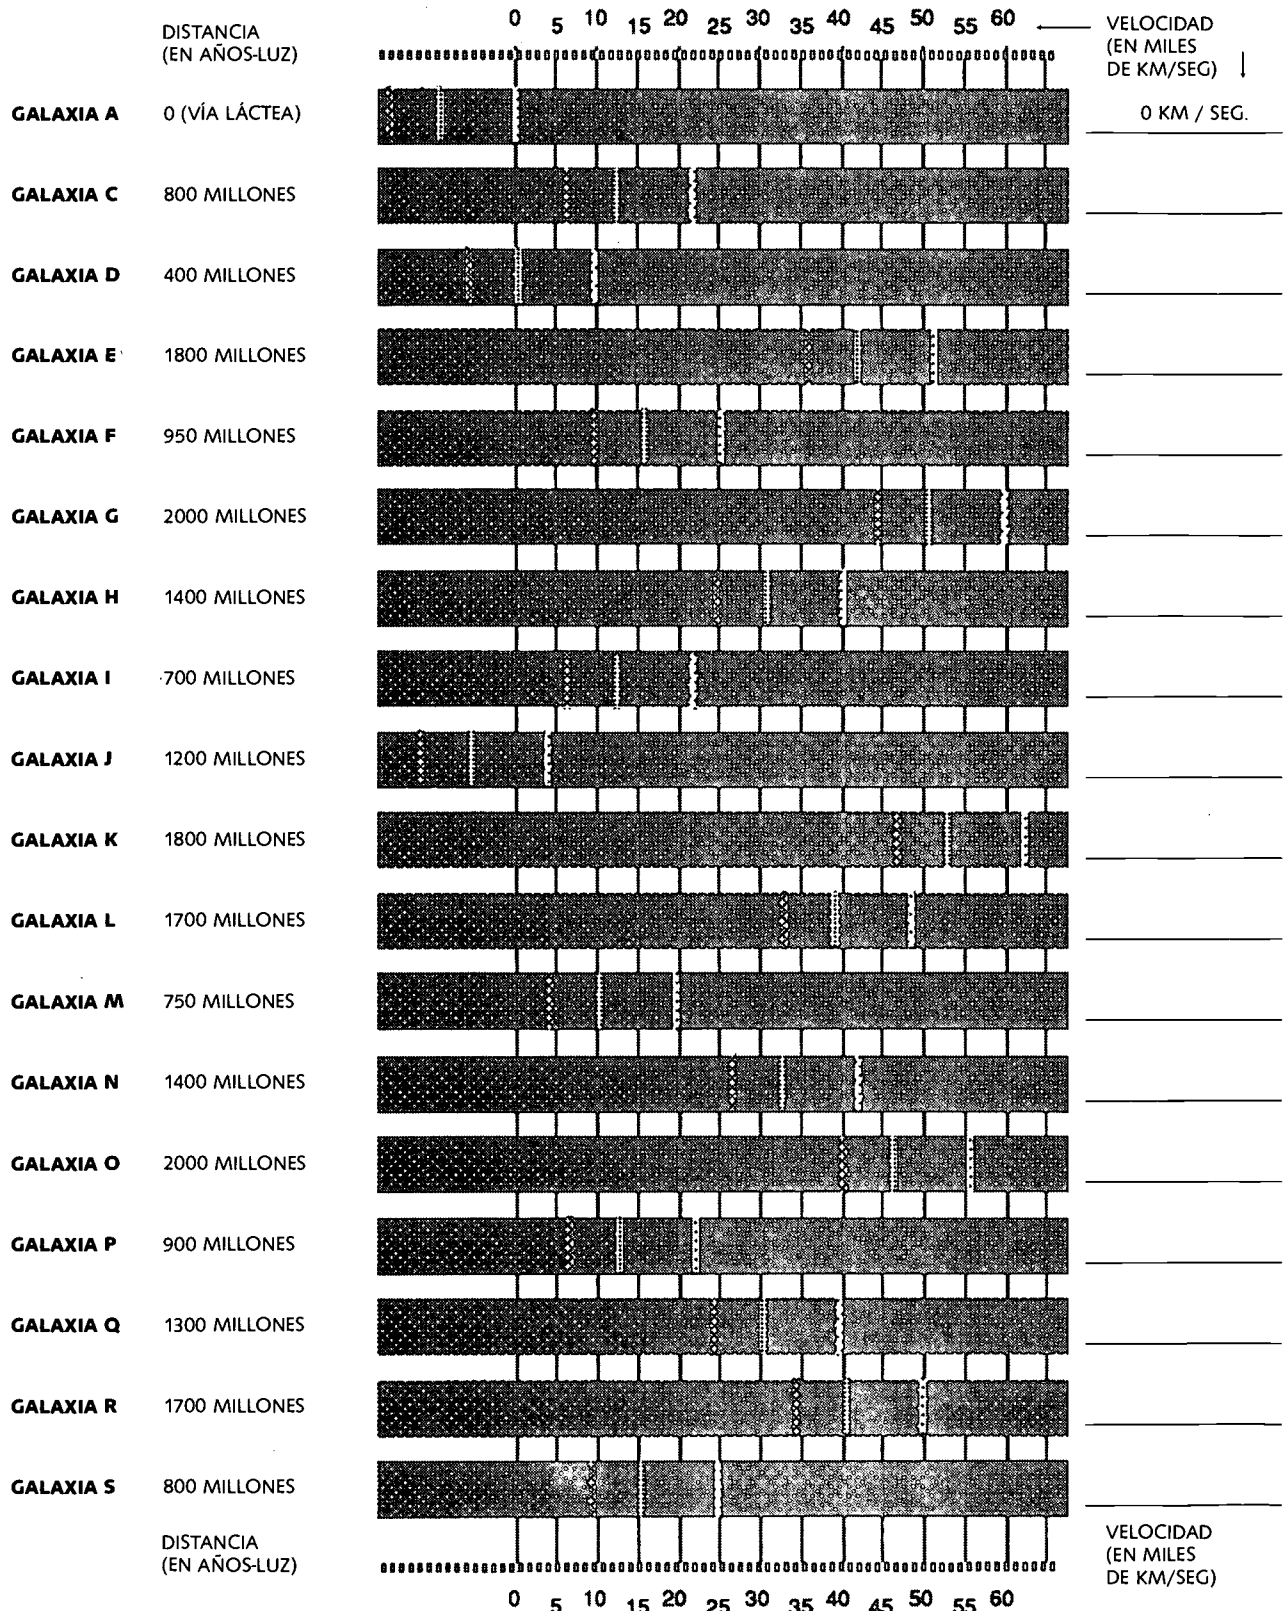 DISTANCIA
(EN AÑOS-LUZ)
0 5 10 15 20 25 30 35 40 45 50 55 60
VELOCIDAD
(EN MILES
DE KM/SEG)
GALAXIA A 0 (VÍA LÁCTEA) 0 KM / SEG.
GALAXIA C 800 MILLONES
GALAXIA D 400 MILLONES
GALAXIA E 1800 MILLONES
GALAXIA F 950 MILLONES
GALAXIA G 2000 MILLONES
GALAXIA H 1400 MILLONES
GALAXIA I 700 MILLONES
GALAXIA J 1200 MILLONES
GALAXIA K 1800 MILLONES
GALAXIA L 1700 MILLONES
GALAXIA M 750 MILLONES
GALAXIA N 1400 MILLONES
GALAXIA O 2000 MILLONES
GALAXIA P 900 MILLONES
GALAXIA Q 1300 MILLONES
GALAXIA R 1700 MILLONES
GALAXIA S 800 MILLONES
DISTANCIA
(EN AÑOS-LUZ)
VELOCIDAD
(EN MILES
DE KM/SEG)
0 5 10 15 20 25 30 35 40 45 50 55 60